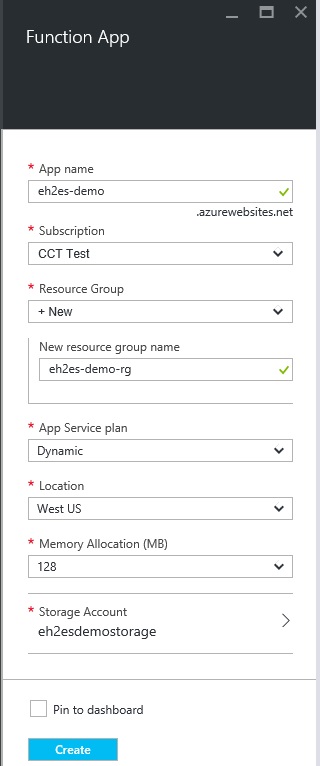 Function App
* App name
eh2es-demo
.azurewebsites.net
* Subscription
CCT Test
* Resource Group
+ New
New resource group name
eh2es-demo-rg
* App Service plan
Dynamic
* Location
West US
* Memory Allocation (MB)
128
* Storage Account
eh2esdemostorage
Pin to dashboard
Create